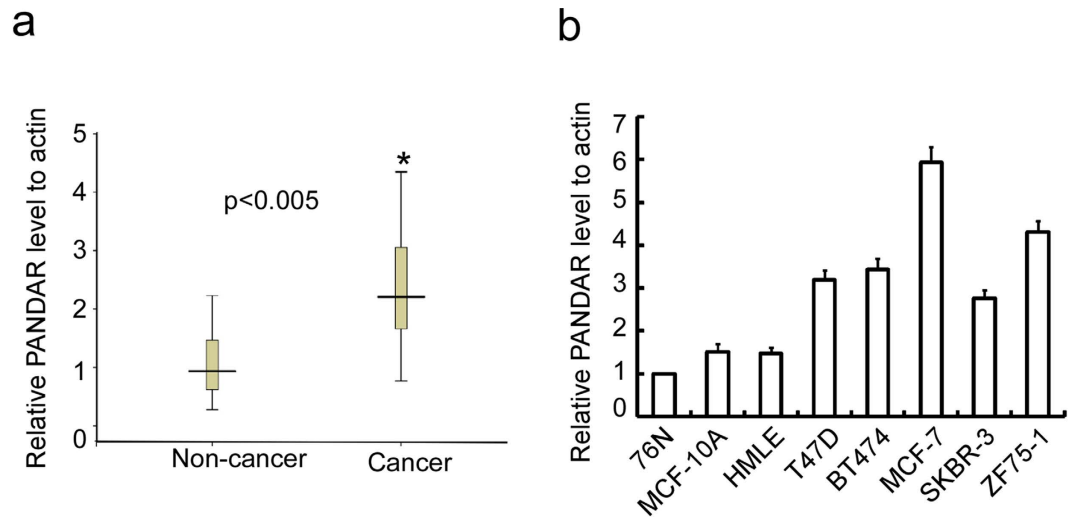 a
b
Relative PANDAR level to actin
5
4
3
2
1
0
p<0.005
*
Non-cancer
Cancer
Relative PANDAR level to actin
7
6
5
4
3
2
1
0
76N
MCF-10A
HMLE
T47D
BT474
MCF-7
SKBR-3
ZF75-1